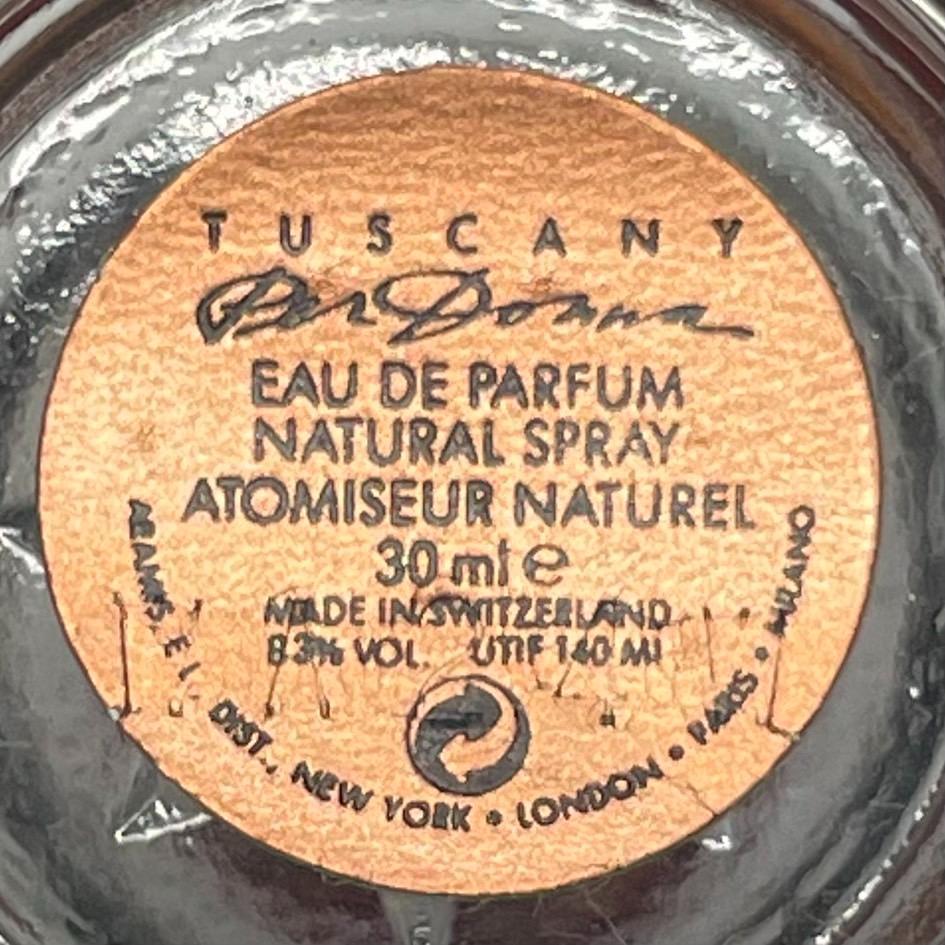 TUSCANY
Per Donna
EAU DE PARFUM
NATURAL SPRAY
ATOMISEUR NATUREL
30 ml e
MADE IN SWITZERLAND
83% VOL. UTIF 140 MI
ARAMIS, E.L. DIST., NEW YORK • LONDON • PARIS • MILANO